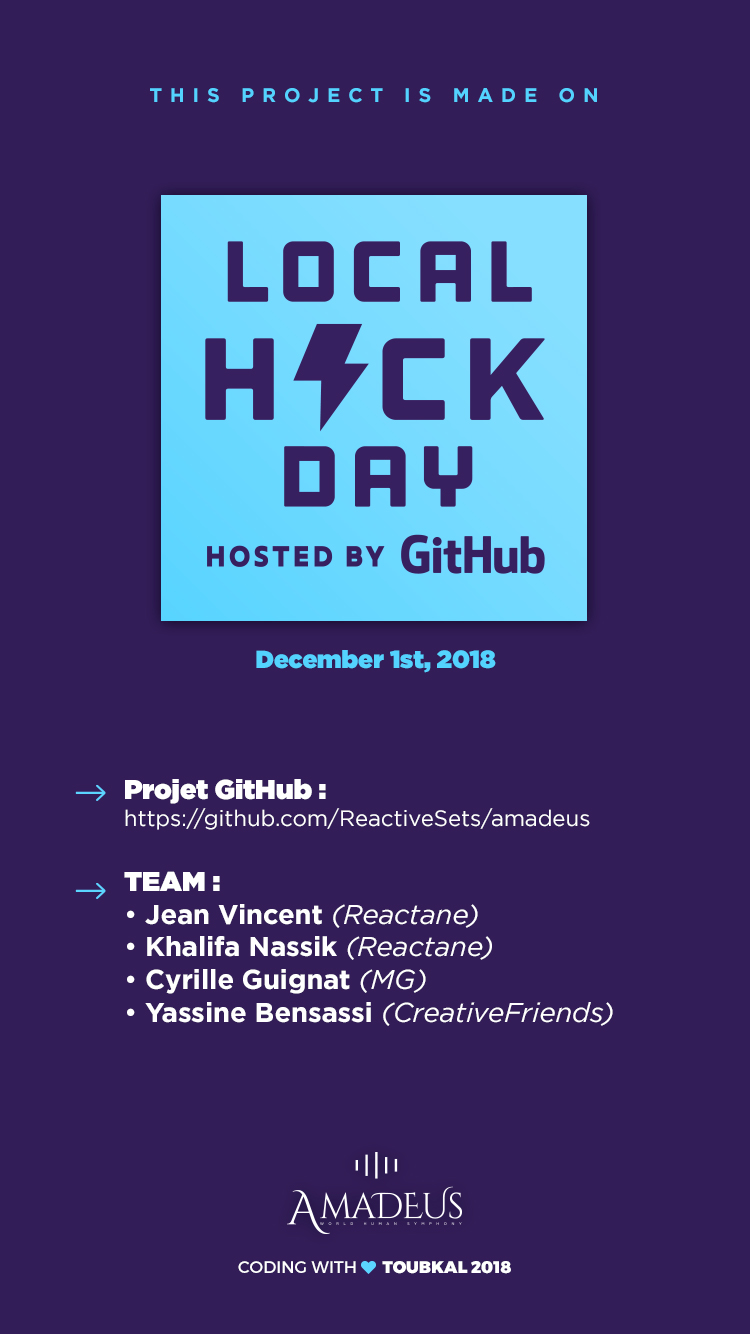 THIS PROJECT IS MADE ON
LOCAL
H⚡CK
DAY
HOSTED BY GitHub
December 1st, 2018
Projet GitHub :
https://github.com/ReactiveSets/amadeus
TEAM :
• Jean Vincent (Reactane)
• Khalifa Nassik (Reactane)
• Cyrille Guignat (MG)
• Yassine Bensassi (CreativeFriends)
AMADEUS
WORLD HUMAN SYMPHONY
CODING WITH 💙 TOUBKAL 2018